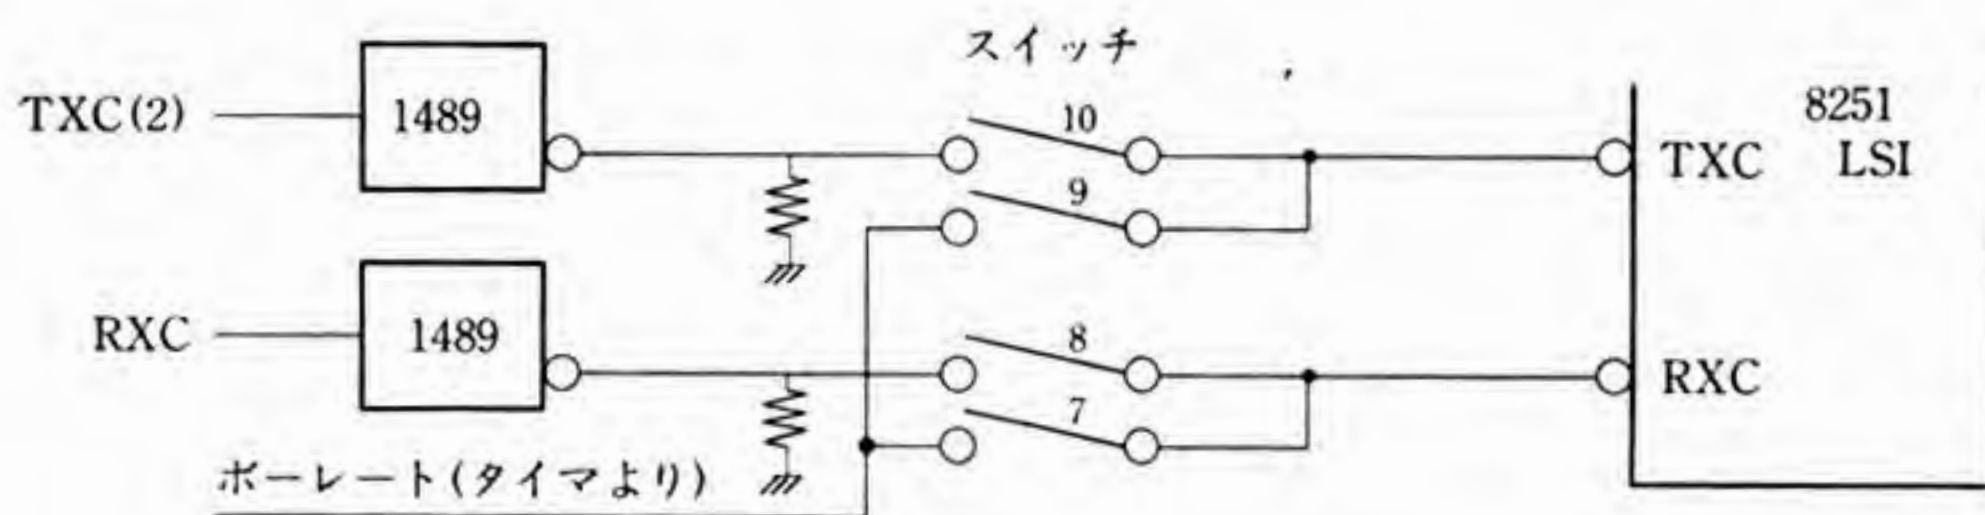 スイッチ
TXC(2)
1489
10
9
8251
LSI
TXC
RXC
1489
8
7
RXC
ボーレート(タイマより)